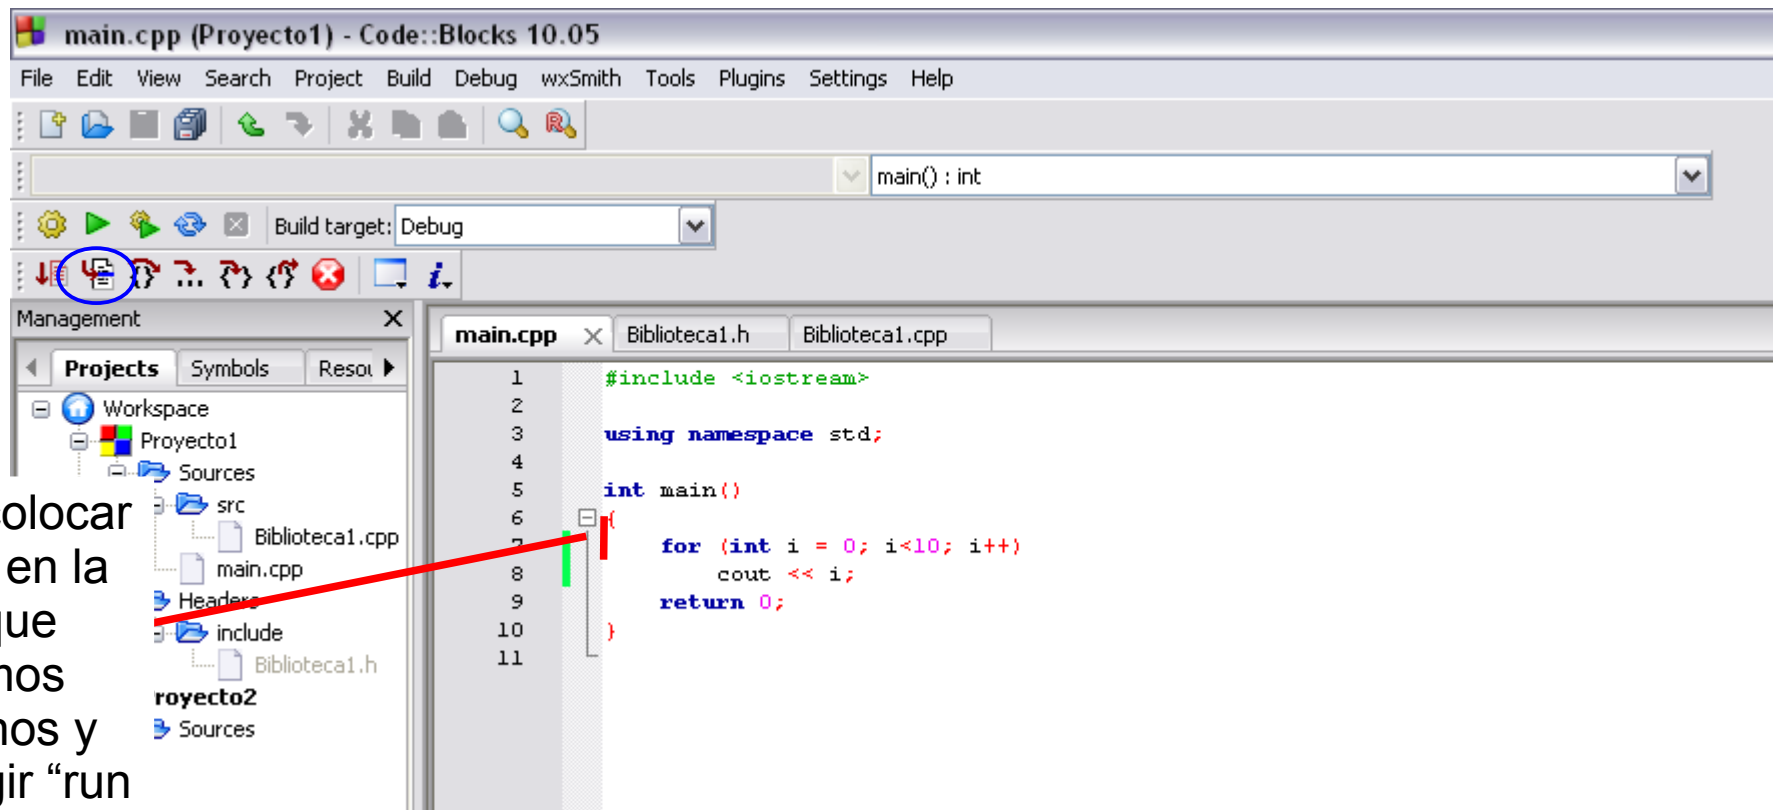 main.cpp (Proyecto1) - Code::Blocks 10.05
File Edit View Search Project Build Debug wxSmith Tools Plugins Settings Help
main() : int
Build target: Debug
Management
main.cpp Biblioteca1.h Biblioteca1.cpp
Projects Symbols
Workspace
Proyecto1
Sources
src
Biblioteca1.cpp
main.cpp
Headers
include
Biblioteca1.h
royecto2
Sources
olocar
en la
que
nos
nos y
gir “run
1 #include <iostream>
2
3 using namespace std;
4
5 int main()
6 {
7 for (int i = 0; i<10; i++)
8 cout << i;
9 return 0;
10 }
11